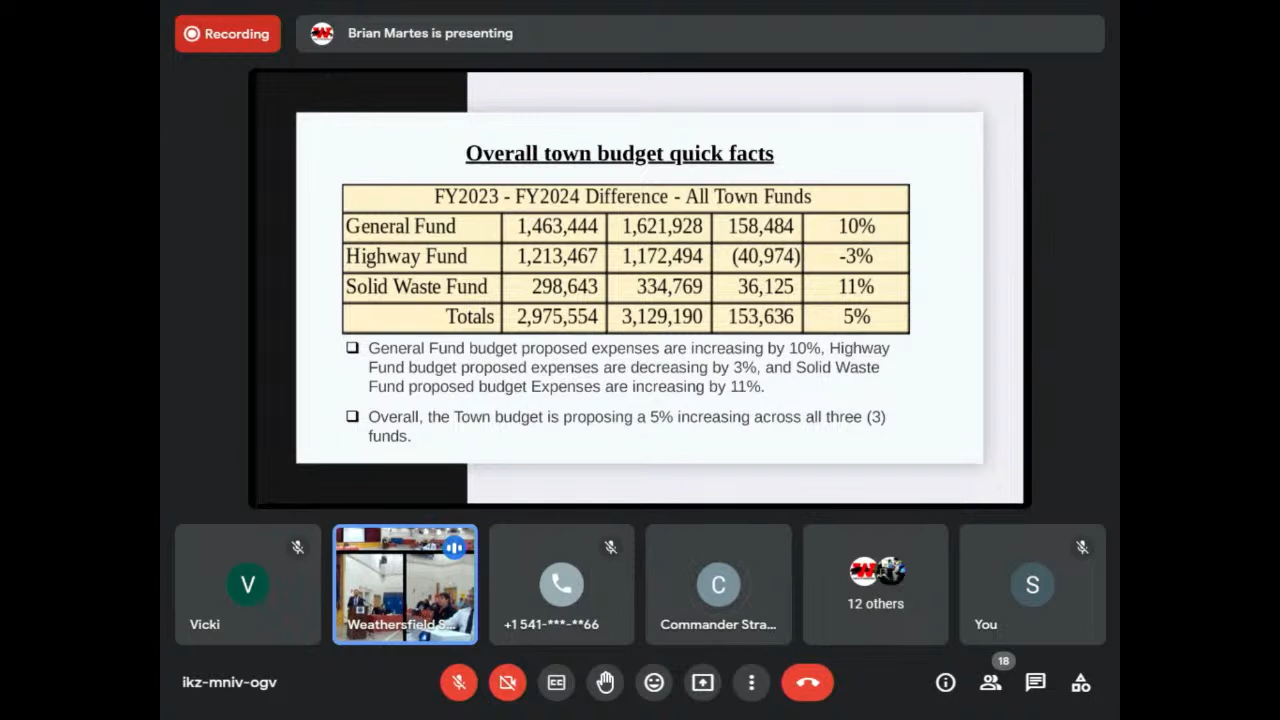 Recording
Brian Martes is presenting
Overall town budget quick facts
FY2023 - FY2024 Difference - All Town Funds
General Fund 1,463,444 1,621,928 158,484 10%
Highway Fund 1,213,467 1,172,494 (40,974) -3%
Solid Waste Fund 298,643 334,769 36,125 11%
Totals 2,975,554 3,129,190 153,636 5%
General Fund budget proposed expenses are increasing by 10%, Highway
Fund budget proposed expenses are decreasing by 3%, and Solid Waste
Fund proposed budget Expenses are increasing by 11%.
Overall, the Town budget is proposing a 5% increasing across all three (3)
funds.
V
C
12 others
S
Vicki
Weathersfield S...
+1 541-***-**66
Commander Stra...
You
ikz-mniv-ogv
CC
18